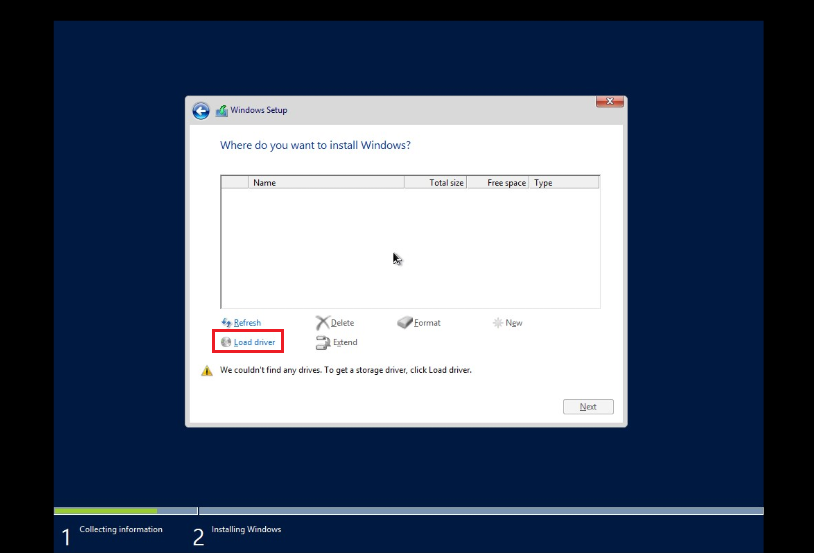 Windows Setup
x
Where do you want to install Windows?
Name Total size Free space Type
Refresh Delete Format New
Load driver Extend
We couldn't find any drives. To get a storage driver, click Load driver.
Next
1 Collecting information 2 Installing Windows